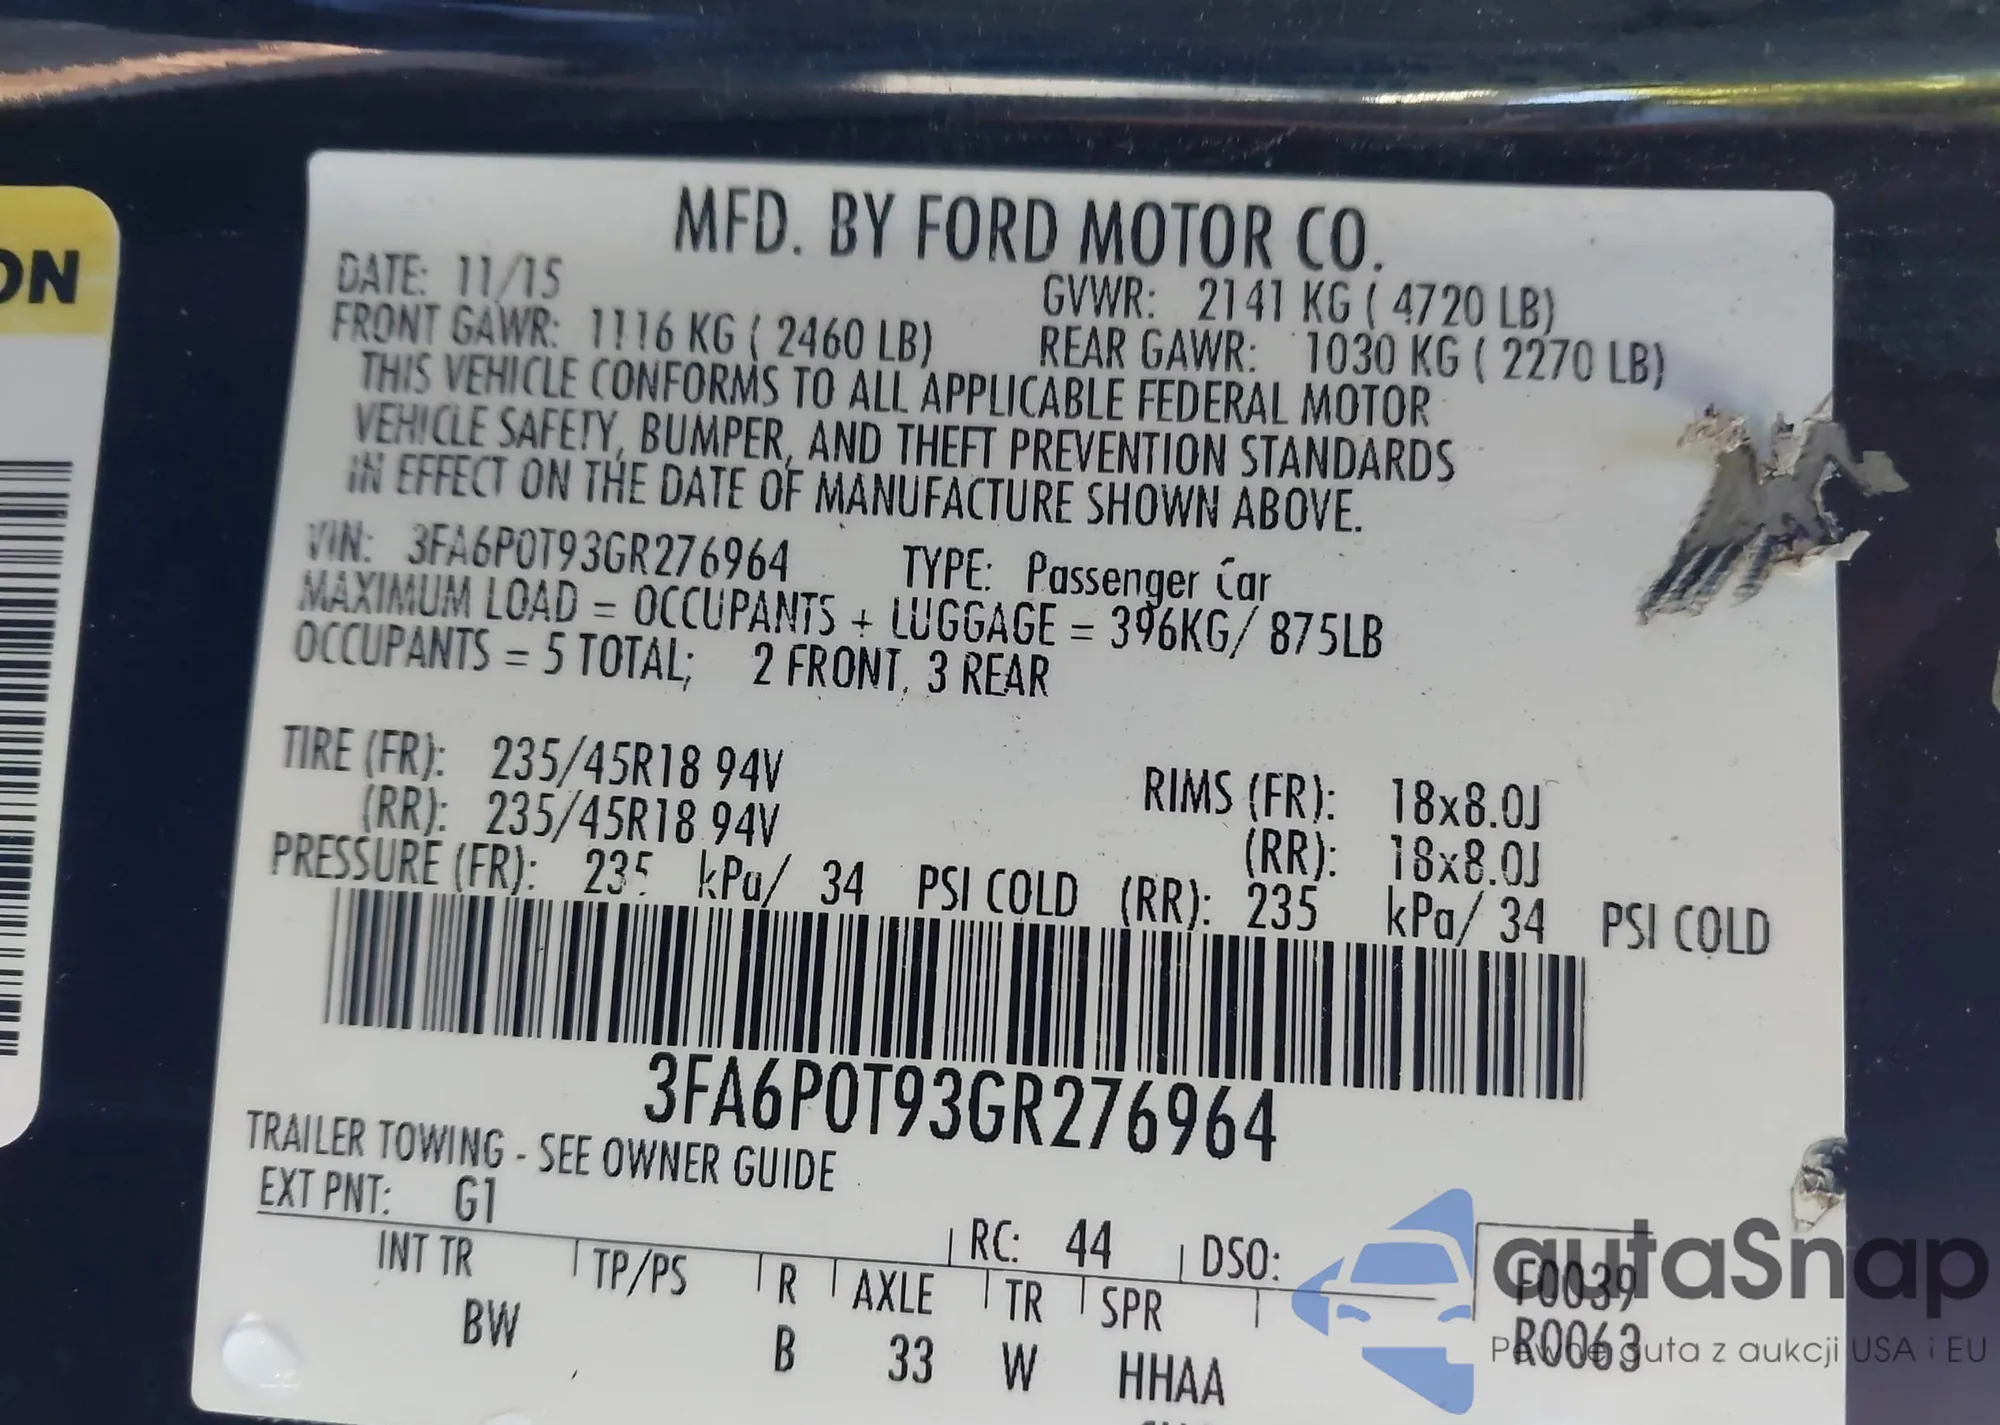 ON
MFD. BY FORD MOTOR CO.
DATE: 11/15 GVWR: 2141 KG ( 4720 LB)
FRONT GAWR: 1116 KG ( 2460 LB) REAR GAWR: 1030 KG ( 2270 LB)
THIS VEHICLE CONFORMS TO ALL APPLICABLE FEDERAL MOTOR
VEHICLE SAFETY, BUMPER, AND THEFT PREVENTION STANDARDS
IN EFFECT ON THE DATE OF MANUFACTURE SHOWN ABOVE.
VIN: 3FA6P0T93GR276964 TYPE: Passenger Car
MAXIMUM LOAD = OCCUPANTS + LUGGAGE = 396KG/ 875LB
OCCUPANTS = 5 TOTAL; 2 FRONT, 3 REAR
TIRE (FR): 235/45R18 94V RIMS (FR): 18x8.0J
(RR): 235/45R18 94V (RR): 18x8.0J
PRESSURE (FR): 235 kPa/ 34 PSI COLD (RR): 235 kPa/ 34 PSI COLD
3FA6P0T93GR276964
TRAILER TOWING - SEE OWNER GUIDE
EXT PNT: G1 RC: 44 DSO:
INT TR TP/PS R AXLE TR SPR F0039
BW B 33 W HHAA R0063
autaSnap
Pewne auta z aukcji USA i EU